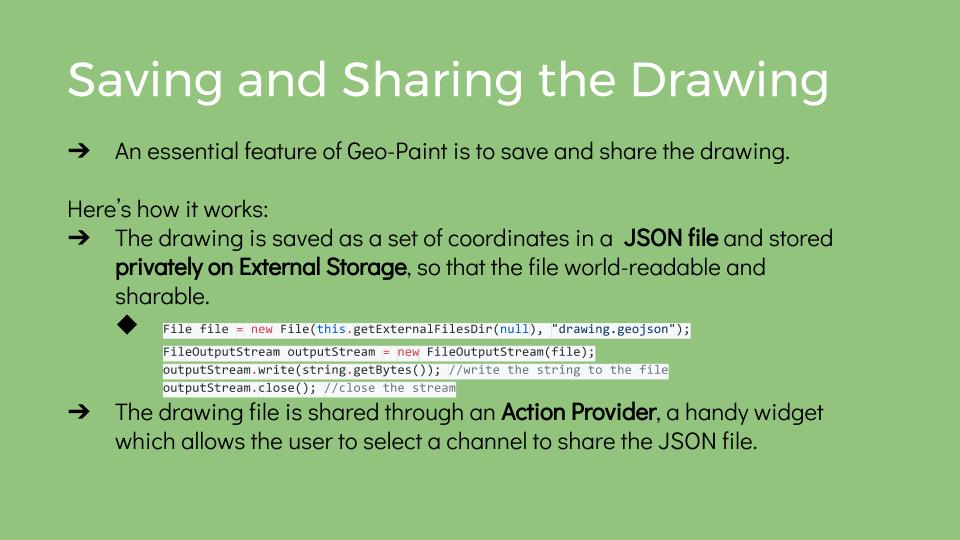 Saving and Sharing the Drawing
➔ An essential feature of Geo-Paint is to save and share the drawing.
Here’s how it works:
➔ The drawing is saved as a set of coordinates in a JSON file and stored
privately on External Storage, so that the file world-readable and
sharable.
◆ File file = new File(this.getExternalFilesDir(null), "drawing.geojson");
FileOutputStream outputStream = new FileOutputStream(file);
outputStream.write(string.getBytes()); //write the string to the file
outputStream.close(); //close the stream
➔ The drawing file is shared through an Action Provider, a handy widget
which allows the user to select a channel to share the JSON file.